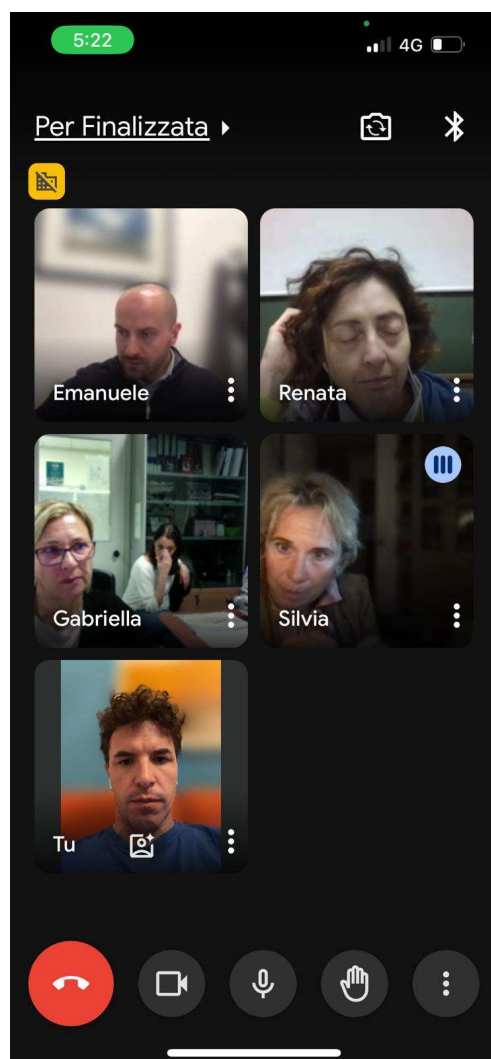 5:22
4G
Per Finalizzata
Emanuele
Renata
Gabriella
Silvia
Tu